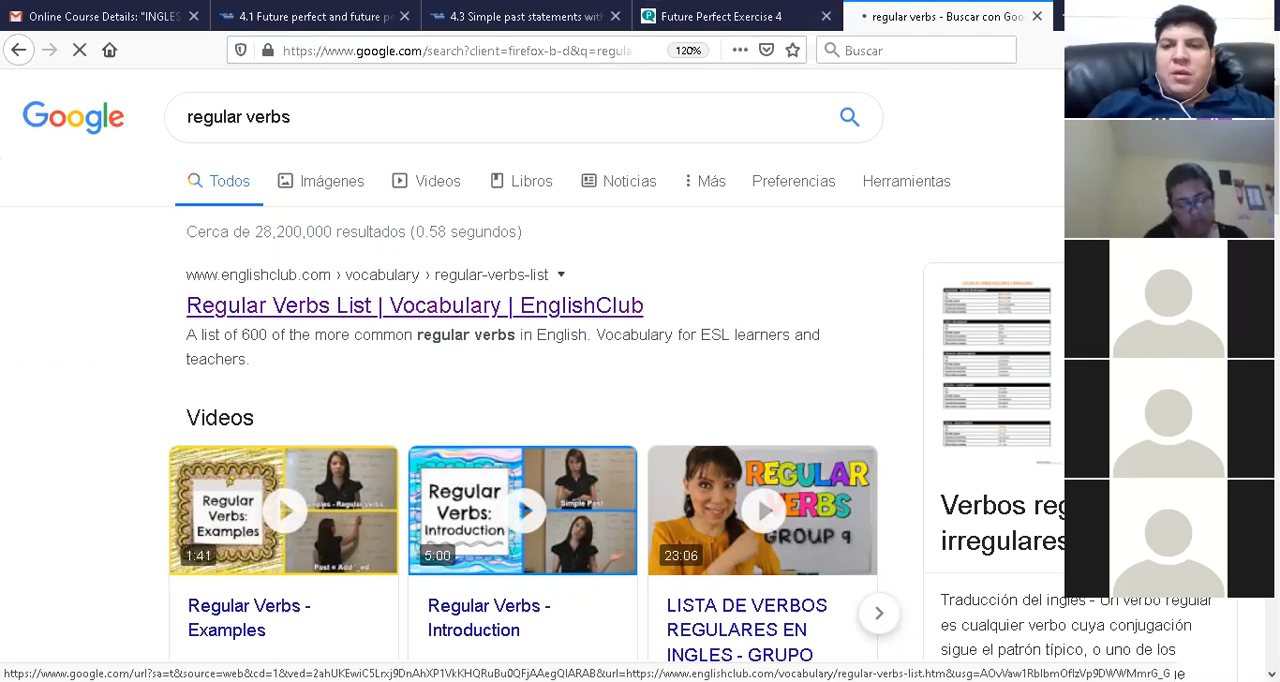 Online Course Details: "INGLES
4.1 Future perfect and future p
4.3 Simple past statements with
Future Perfect Exercise 4
regular verbs - Buscar con Goo
https://www.google.com/search?client=firefox-b-d&q=regula
120%
Buscar
Google
regular verbs
Todos
Imágenes
Videos
Libros
Noticias
Más
Preferencias
Herramientas
Cerca de 28,200,000 resultados (0.58 segundos)
www.englishclub.com › vocabulary › regular-verbs-list
Regular Verbs List | Vocabulary | EnglishClub
A list of 600 of the more common regular verbs in English. Vocabulary for ESL learners and
teachers.
Videos
Regular
Verbs:
Examples
1:41
Past = Add '_ed
Regular
Verbs:
Introduction
Simple Past
5:00
REGULAR
VERBS
GROUP 9
23:06
Regular Verbs -
Examples
Regular Verbs -
Introduction
LISTA DE VERBOS
REGULARES EN
INGLES - GRUPO
Verbos reg
irregulares
Traducción del inglés - Un verbo regular
es cualquier verbo cuya conjugación
sigue el patrón típico, o uno de los